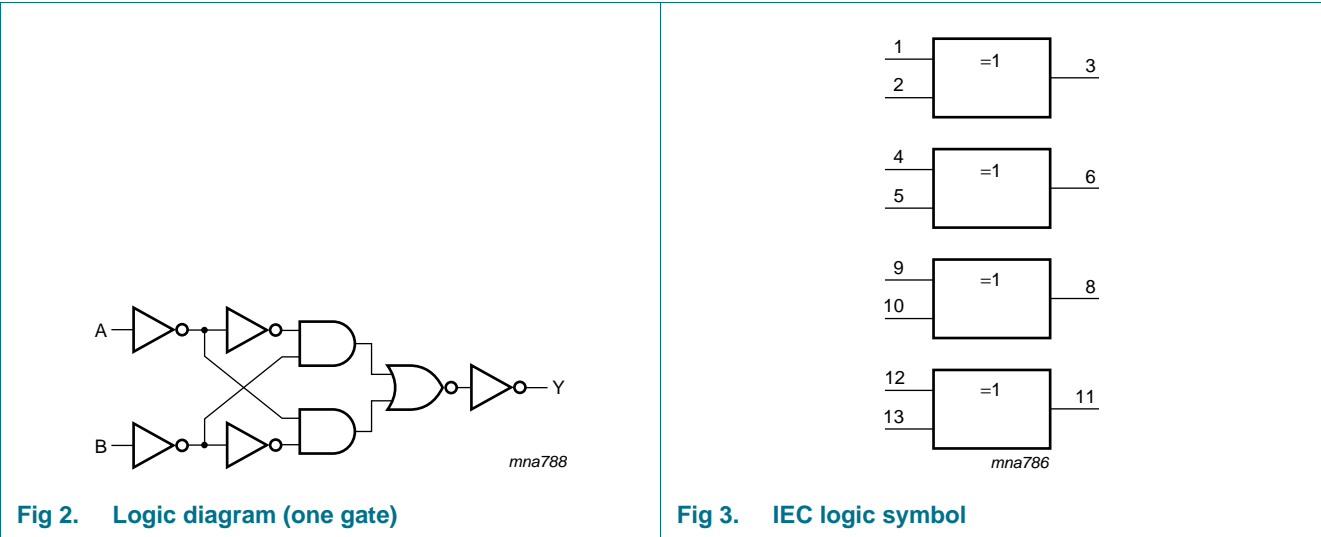 A
Y
B
mna788
Fig 2. Logic diagram (one gate)
1
=1
3
2
4
=1
6
5
9
=1
8
10
12
=1
11
13
mna786
Fig 3. IEC logic symbol